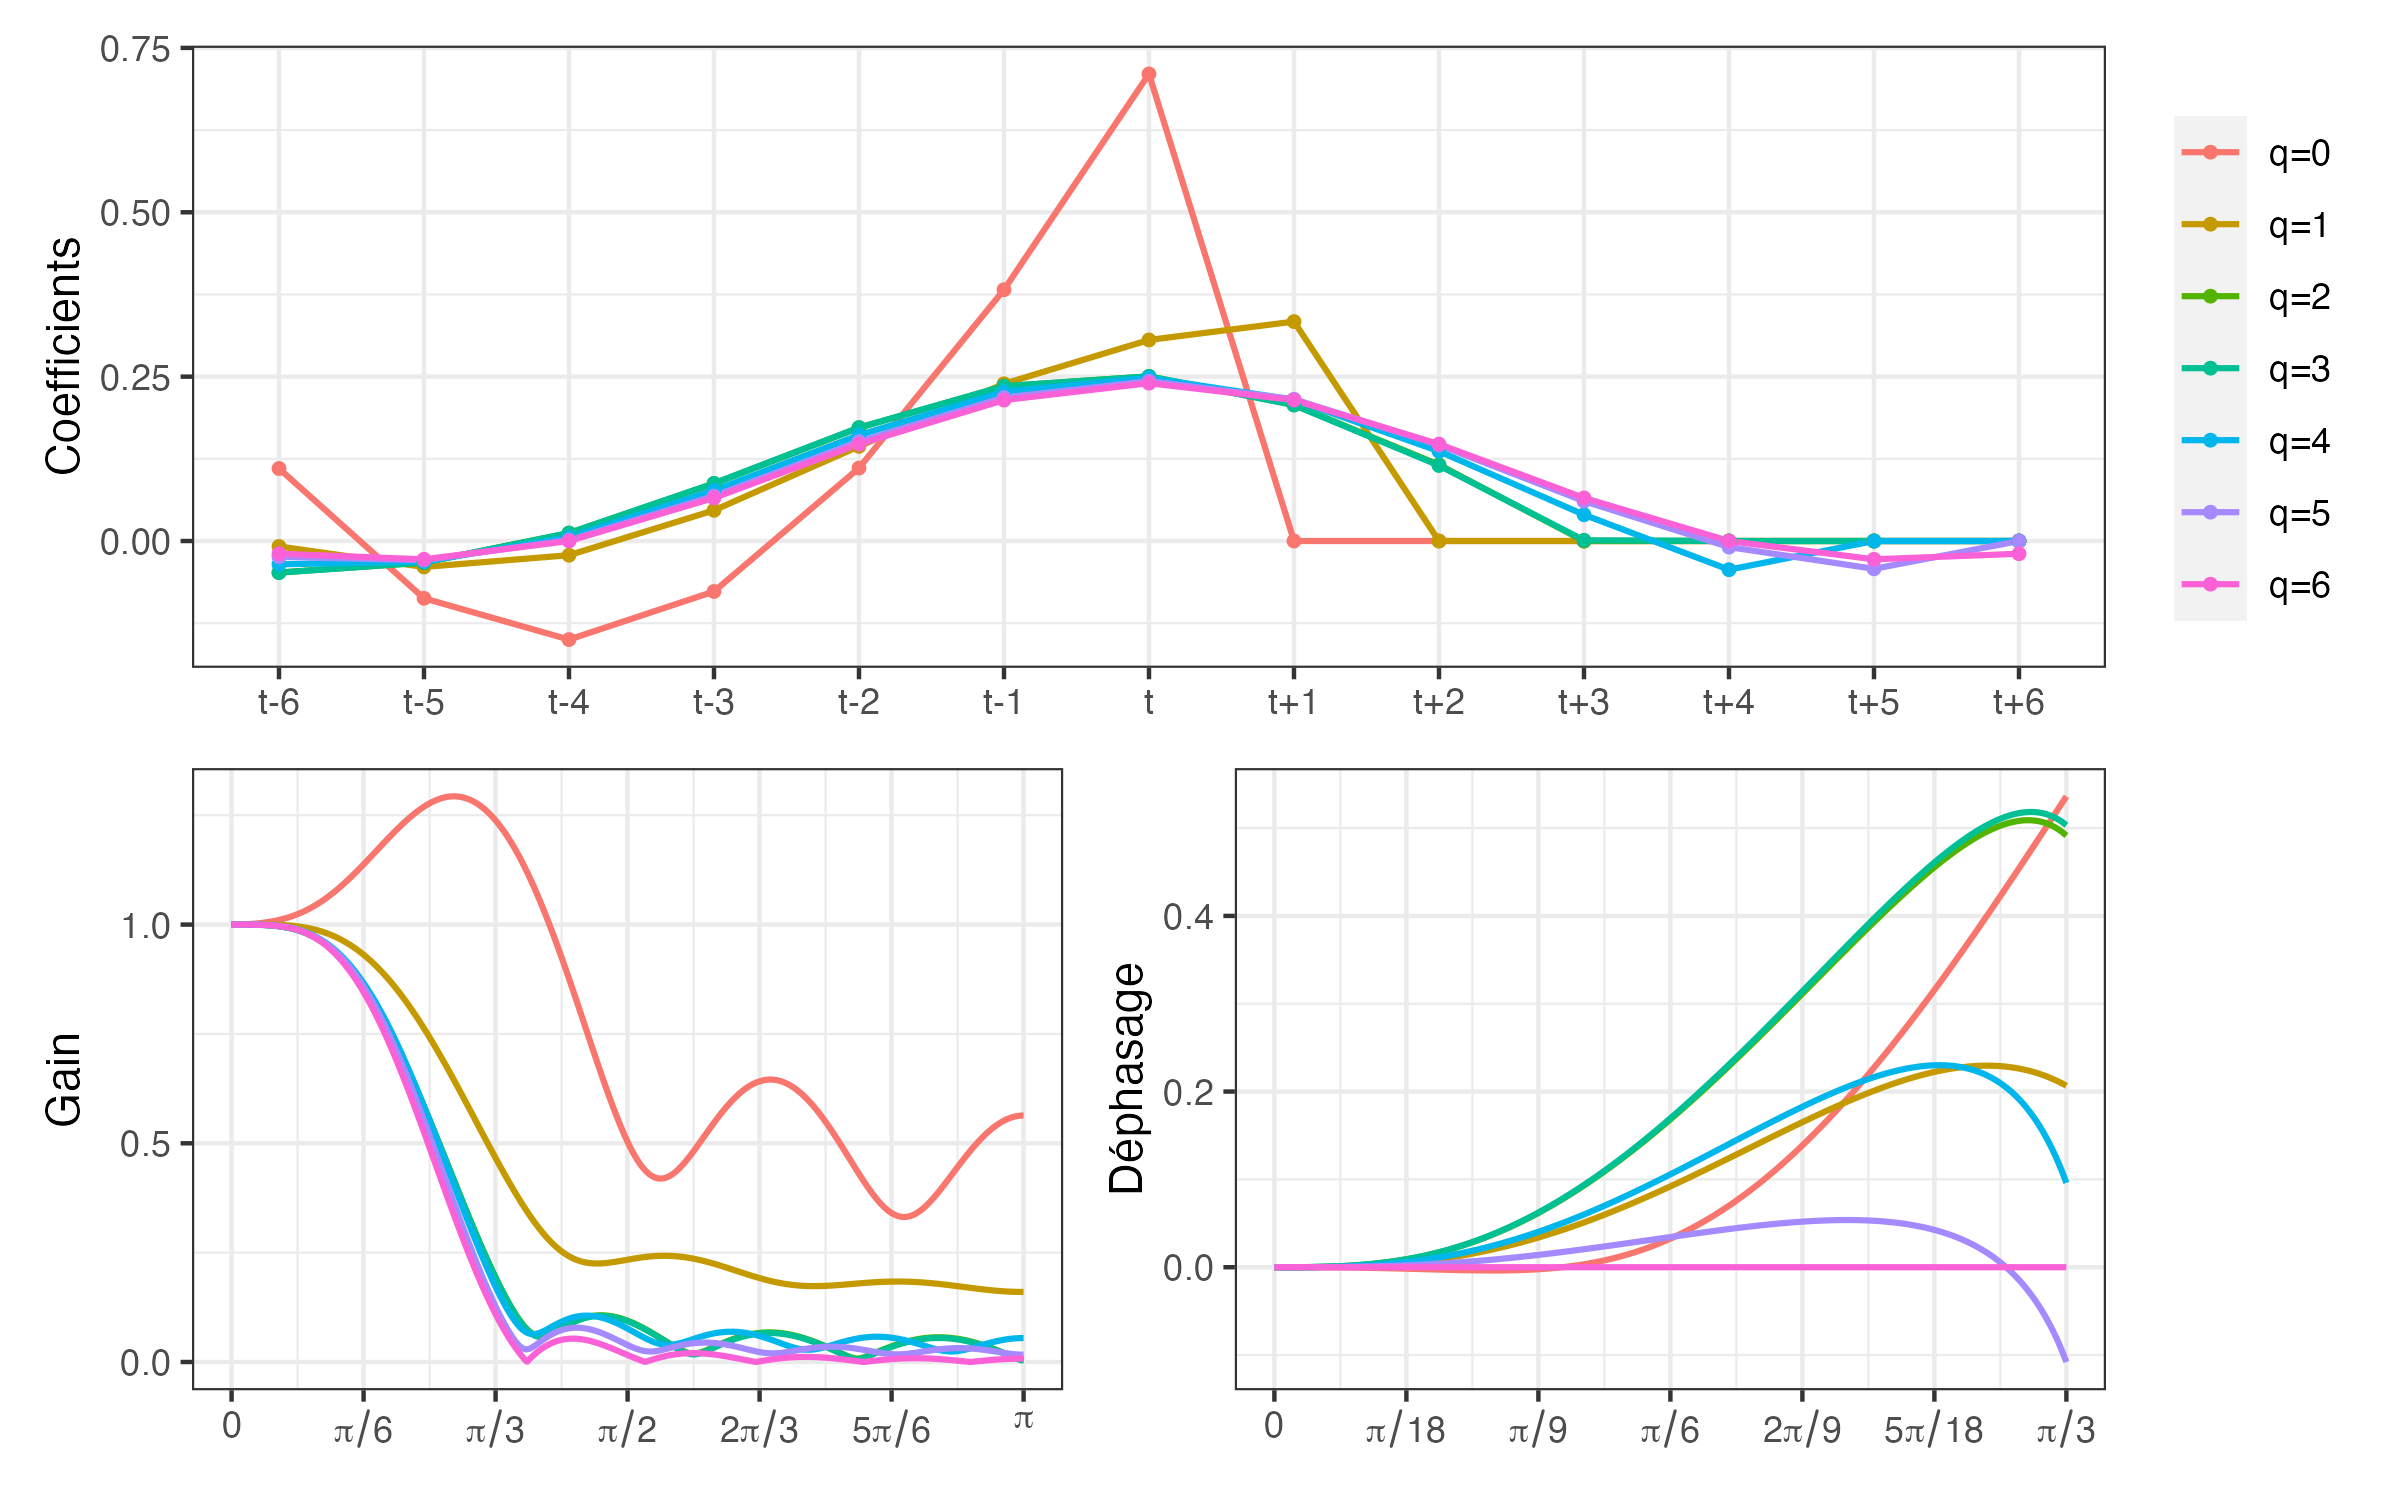 Coefficients
0.75
0.50
0.25
0.00
t-6 t-5 t-4 t-3 t-2 t-1 t t+1 t+2 t+3 t+4 t+5 t+6
q=0
q=1
q=2
q=3
q=4
q=5
q=6
Gain
1.0
0.5
0.0
0 π/6 π/3 π/2 2π/3 5π/6 π
Déphasage
0.4
0.2
0.0
0 π/18 π/9 π/6 2π/9 5π/18 π/3